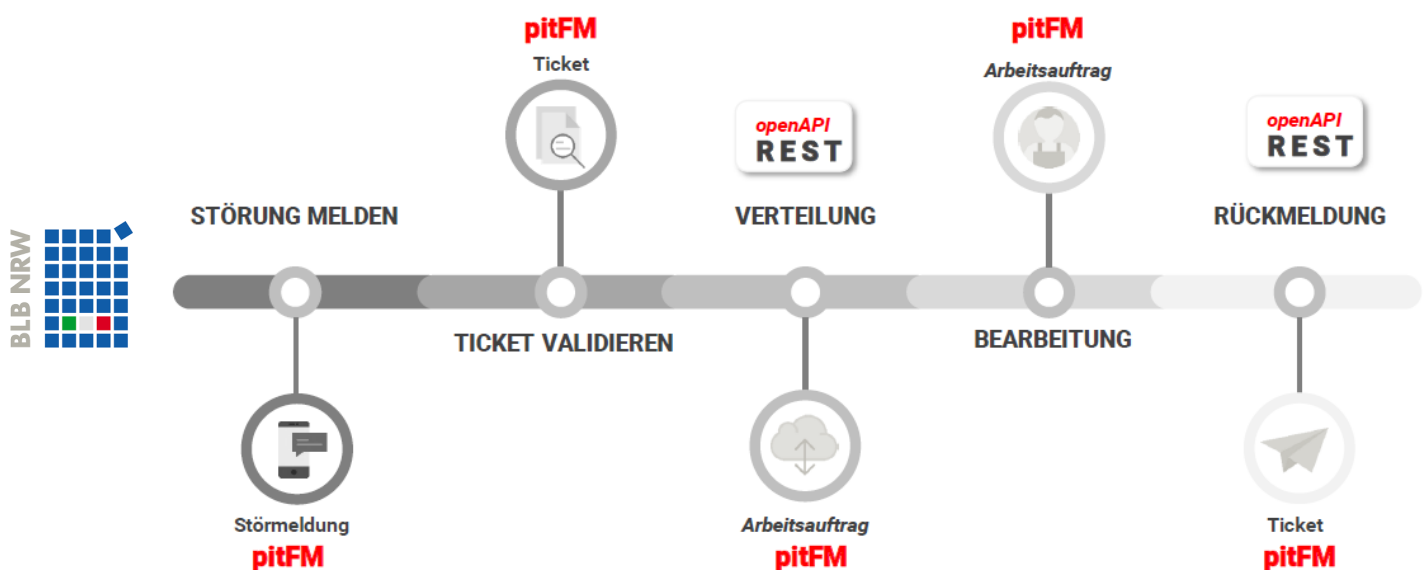 pitFM
Ticket
pitFM
Arbeitsauftrag
openAPI
REST
openAPI
REST
STÖRUNG MELDEN
VERTEILUNG
RÜCKMELDUNG
BLB NRW
TICKET VALIDIEREN
BEARBEITUNG
Störmeldung
pitFM
Arbeitsauftrag
pitFM
Ticket
pitFM